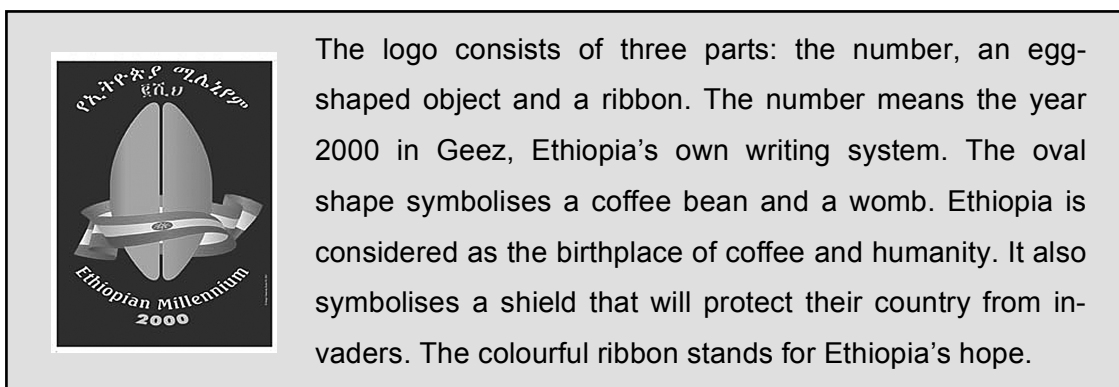 የኢትዮጵያ ሚሌኒየም
፪ሺህ
Ethiopian Millennium
2000
The logo consists of three parts: the number, an egg-
shaped object and a ribbon. The number means the year
2000 in Geez, Ethiopia’s own writing system. The oval
shape symbolises a coffee bean and a womb. Ethiopia is
considered as the birthplace of coffee and humanity. It also
symbolises a shield that will protect their country from in-
vaders. The colourful ribbon stands for Ethiopia’s hope.